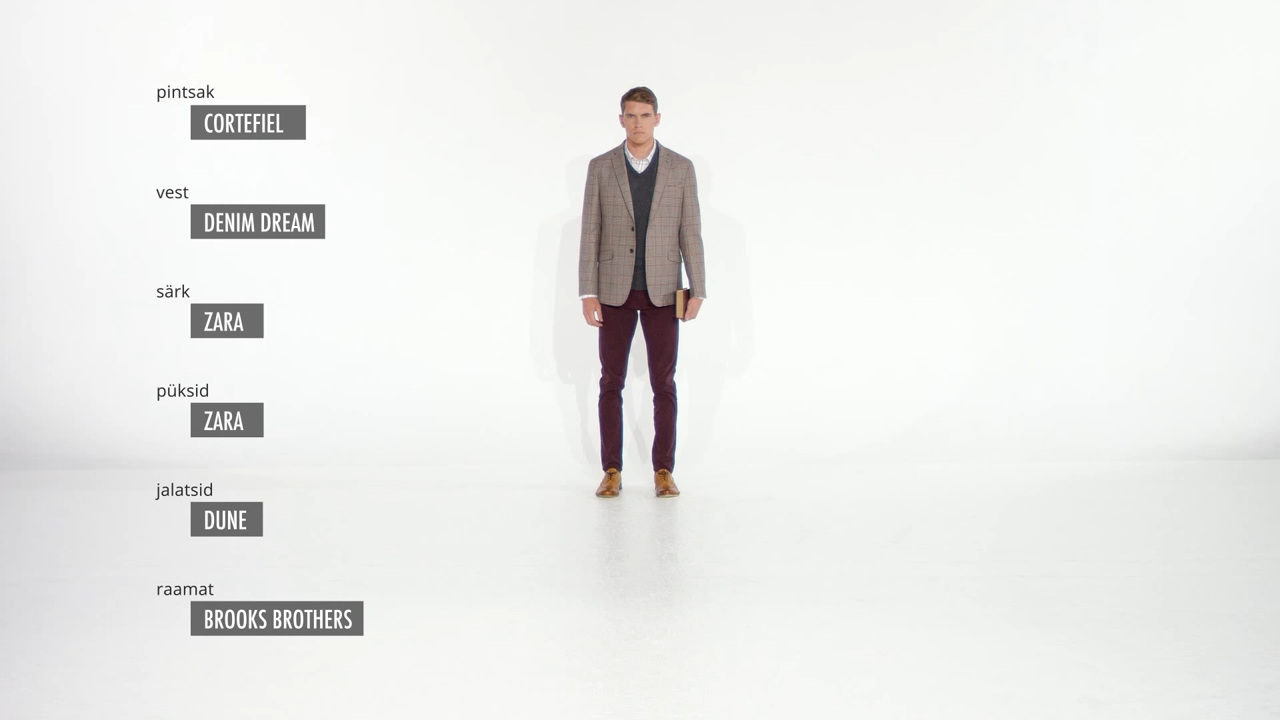 pintsak
CORTEFIEL
vest
DENIM DREAM
särk
ZARA
püksid
ZARA
jalatsid
DUNE
raamat
BROOKS BROTHERS